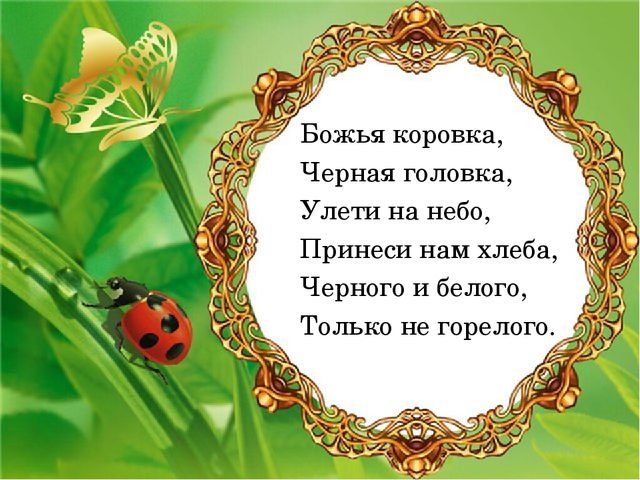 Божья коровка,
Черная головка,
Улети на небо,
Принеси нам хлеба,
Черного и белого,
Только не горелого.